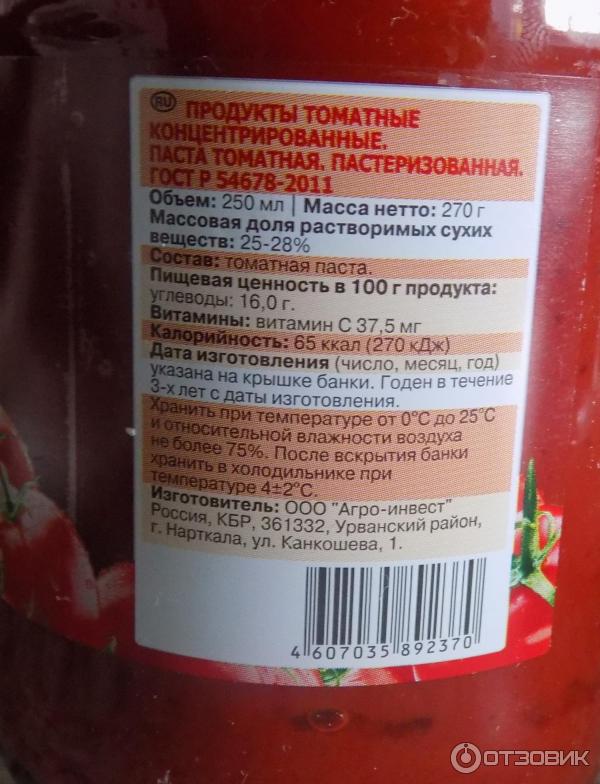 RU
ПРОДУКТЫ ТОМАТНЫЕ
КОНЦЕНТРИРОВАННЫЕ.
ПАСТА ТОМАТНАЯ, ПАСТЕРИЗОВАННАЯ.
ГОСТ Р 54678-2011
Объем: 250 мл | Масса нетто: 270 г
Массовая доля растворимых сухих
веществ: 25-28%
Состав: томатная паста.
Пищевая ценность в 100 г продукта:
углеводы: 16,0 г.
Витамины: витамин С 37,5 мг
Калорийность: 65 ккал (270 кДж)
Дата изготовления (число, месяц, год)
указана на крышке банки. Годен в течение
3-х лет с даты изготовления.
Хранить при температуре от 0°С до 25°С
и относительной влажности воздуха
не более 75%. После вскрытия банки
хранить в холодильнике при
температуре 4±2°С.
Изготовитель: ООО "Агро-инвест"
Россия, КБР, 361332, Урванский район,
г. Нарткала, ул. Канкошева, 1.
4 607035 892370
ОТЗОВИК